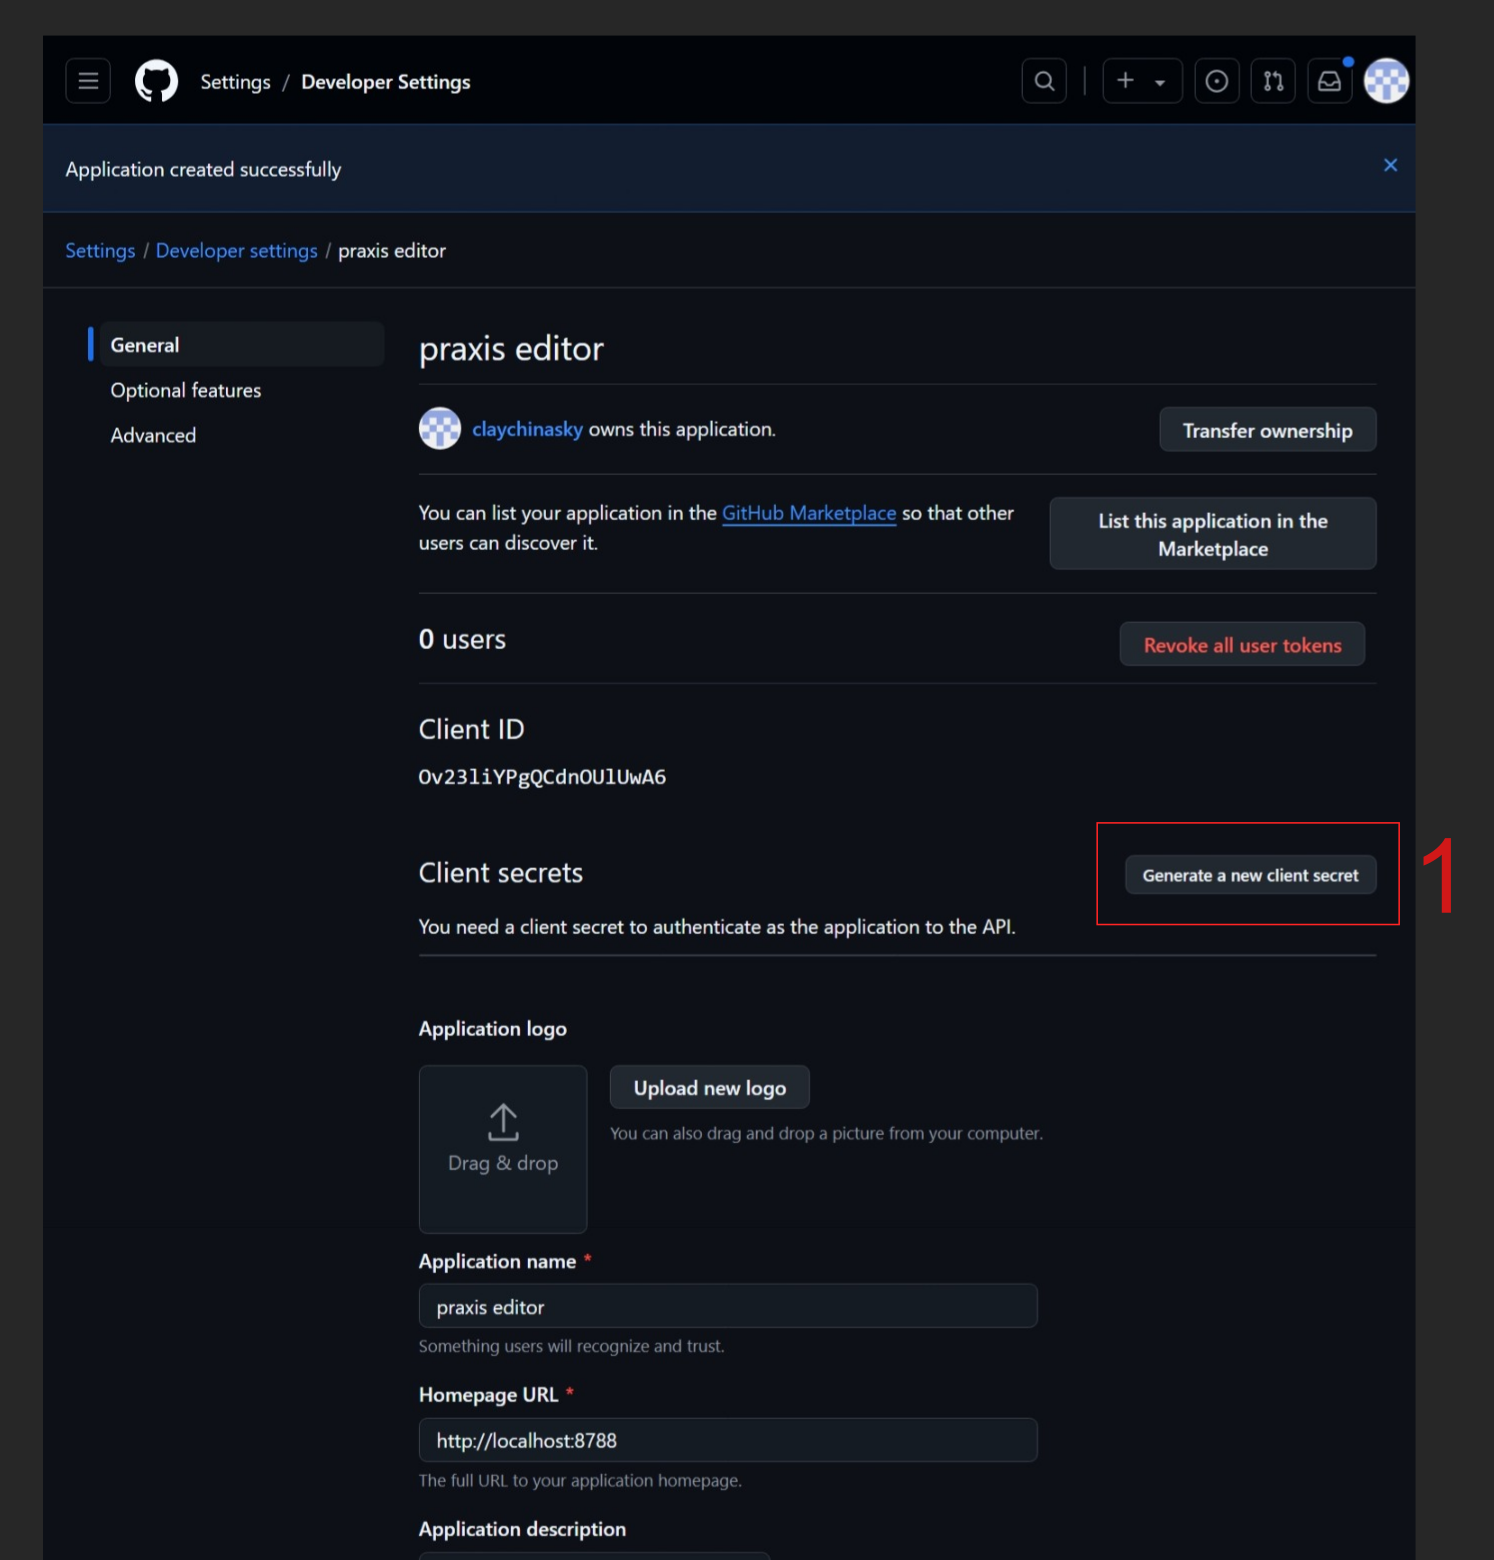 Settings / Developer Settings
Application created successfully
Settings / Developer settings / praxis editor
General
Optional features
Advanced
praxis editor
claychinasky owns this application.
Transfer ownership
You can list your application in the GitHub Marketplace so that other
users can discover it.
List this application in the
Marketplace
0 users
Revoke all user tokens
Client ID
Ov23liYPgQCdnOUlUwA6
Client secrets
Generate a new client secret
1
You need a client secret to authenticate as the application to the API.
Application logo
Drag & drop
Upload new logo
You can also drag and drop a picture from your computer.
Application name *
praxis editor
Something users will recognize and trust.
Homepage URL *
http://localhost:8788
The full URL to your application homepage.
Application description